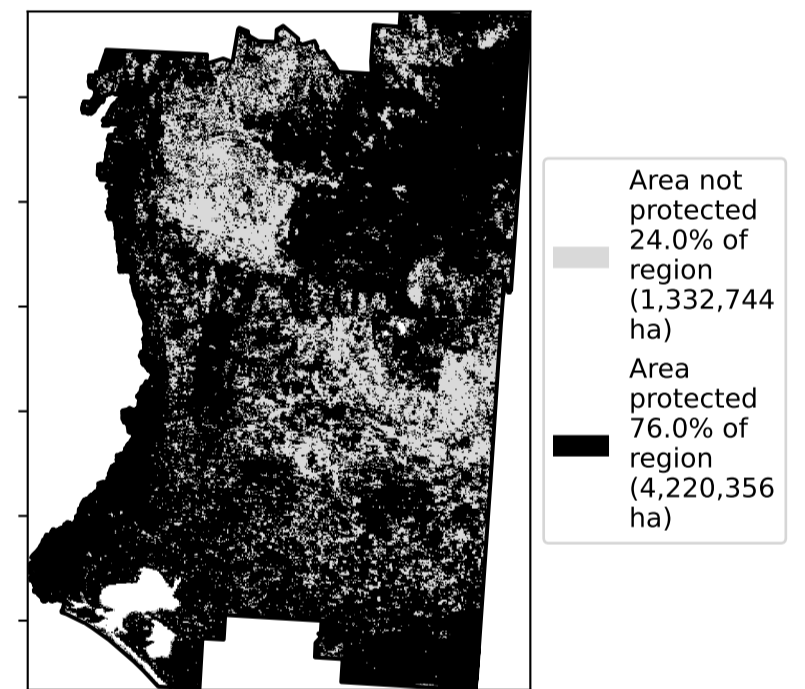 Area not
protected
24.0% of
region
(1,332,744
ha)
Area
protected
76.0% of
region
(4,220,356
ha)